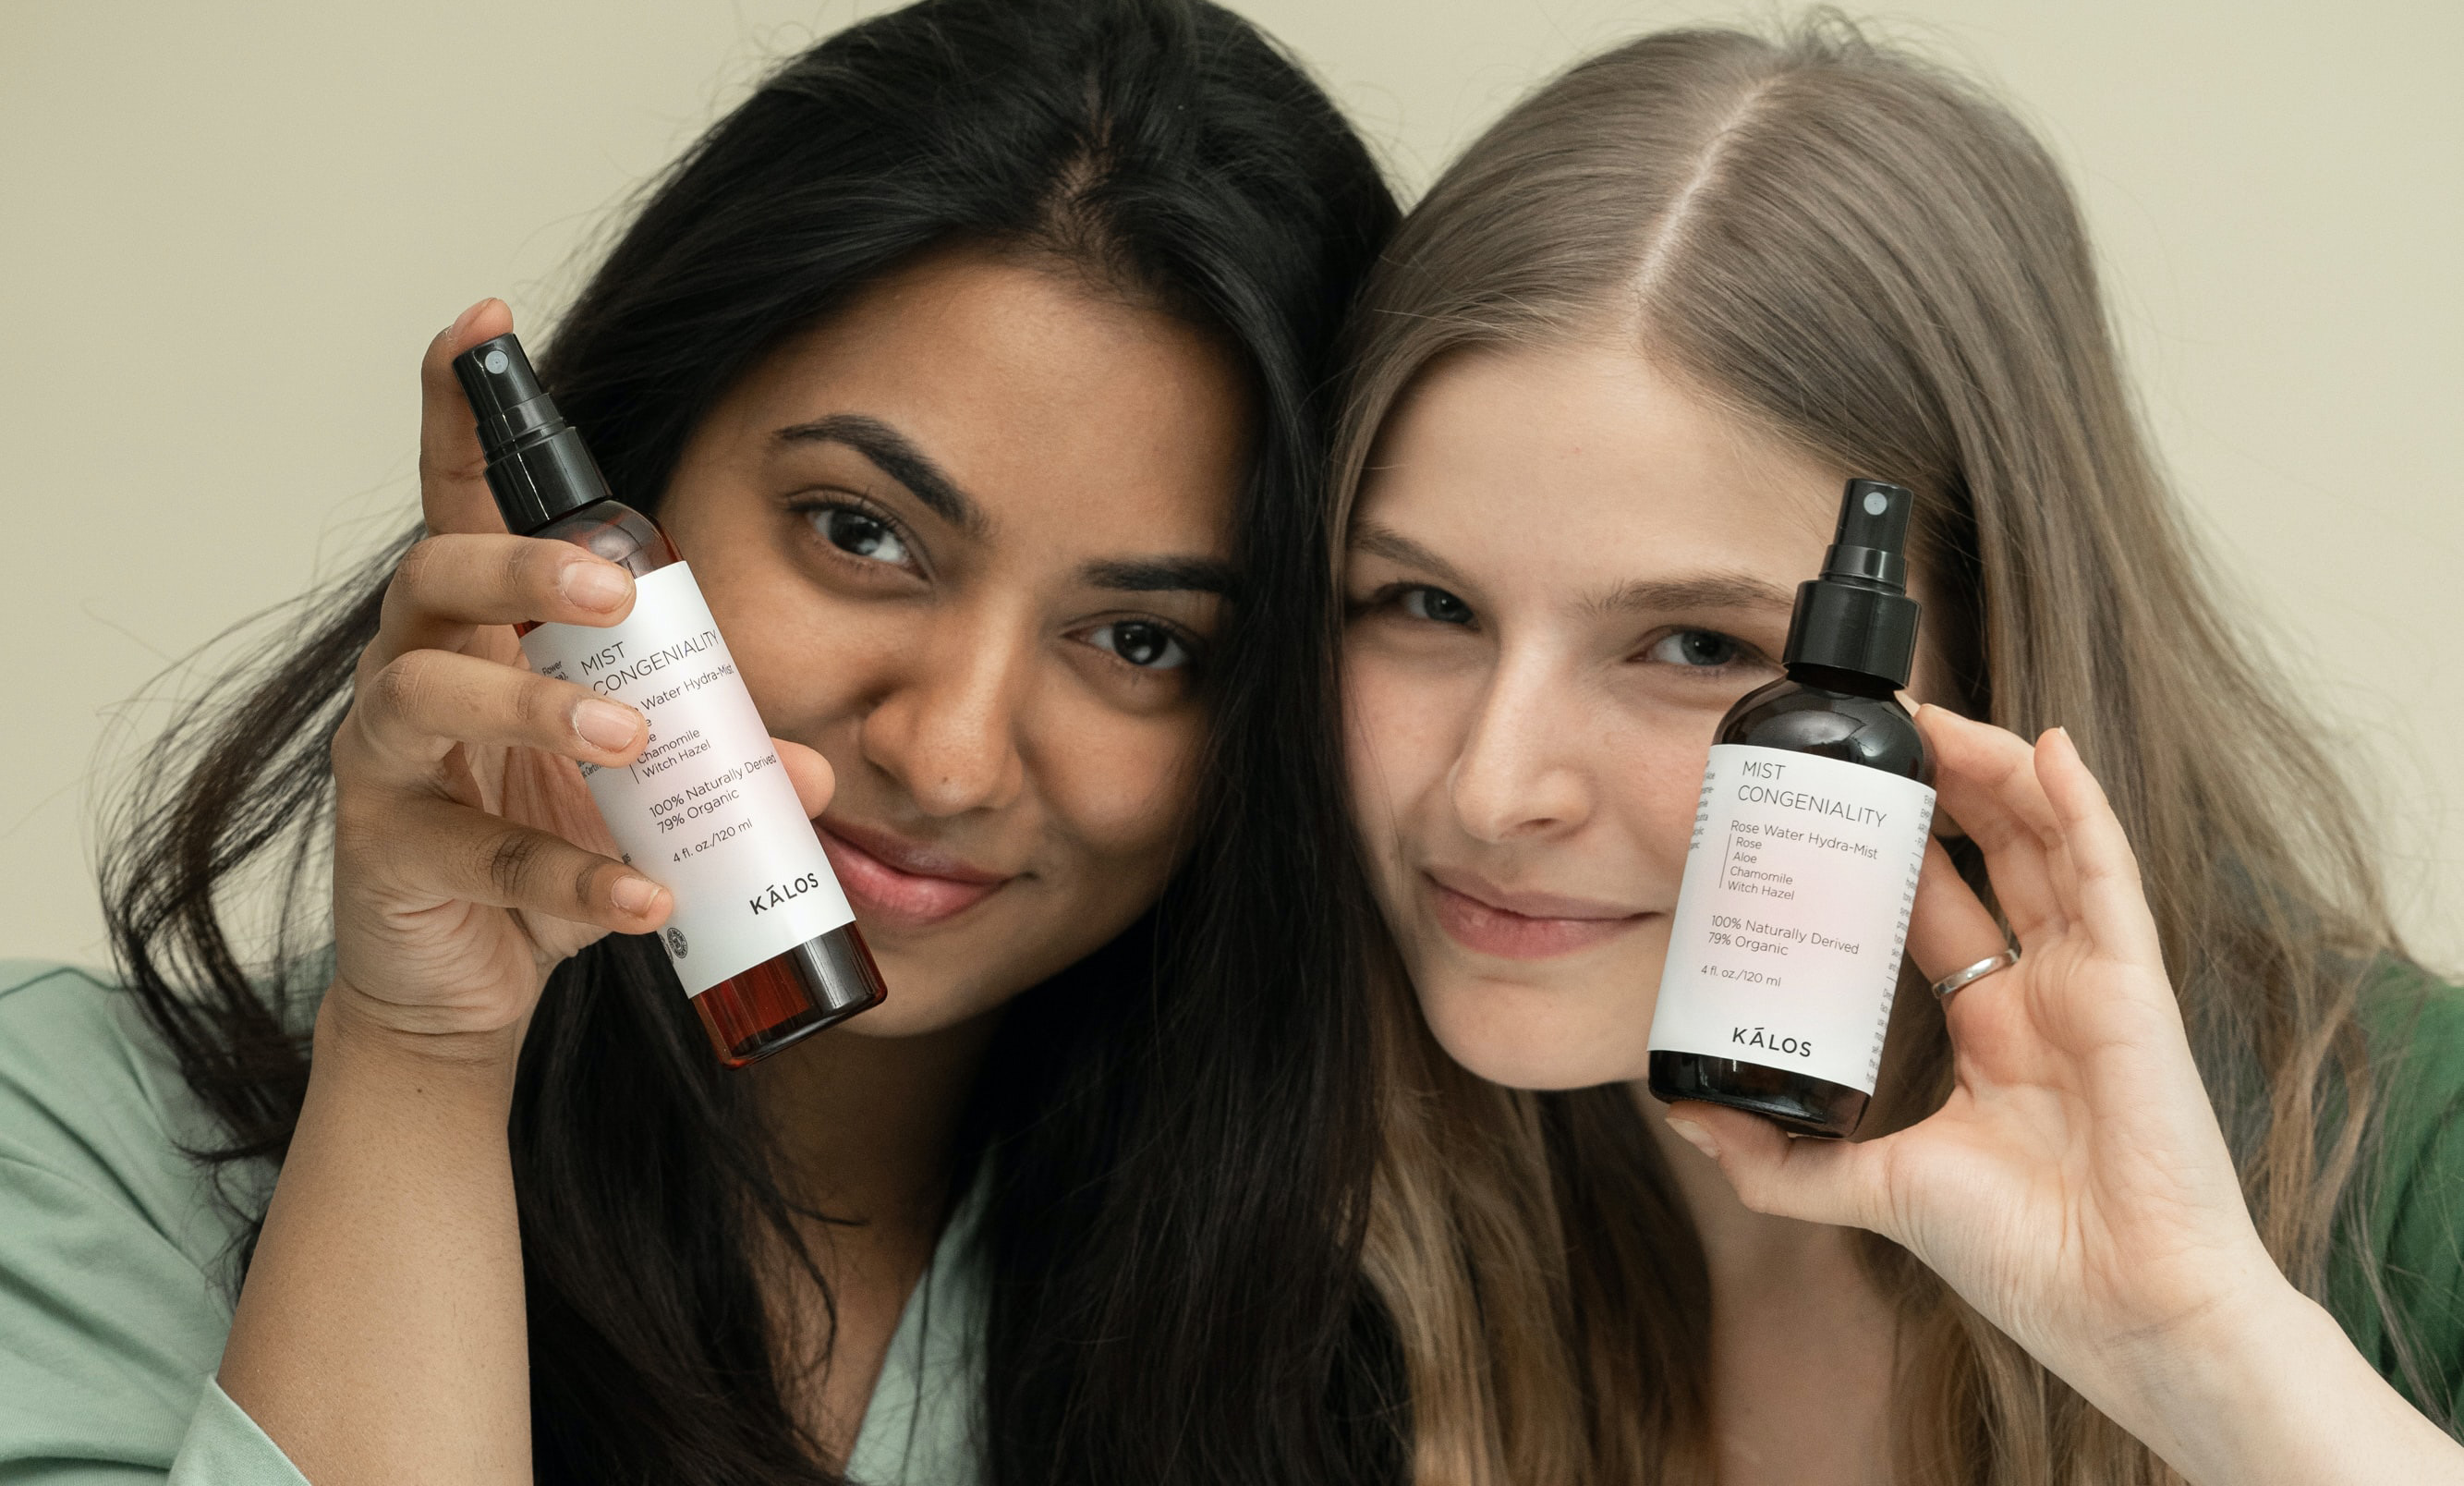 MIST
CONGENIALITY
Water Hydra-Mist
Chamomile
Witch Hazel
100% Naturally Derived
79% Organic
4 fl. oz./120 ml
KĀLOS
MIST
CONGENIALITY
Rose Water Hydra-Mist
Rose
Aloe
Chamomile
Witch Hazel
100% Naturally Derived
79% Organic
4 fl. oz./120 ml
KĀLOS